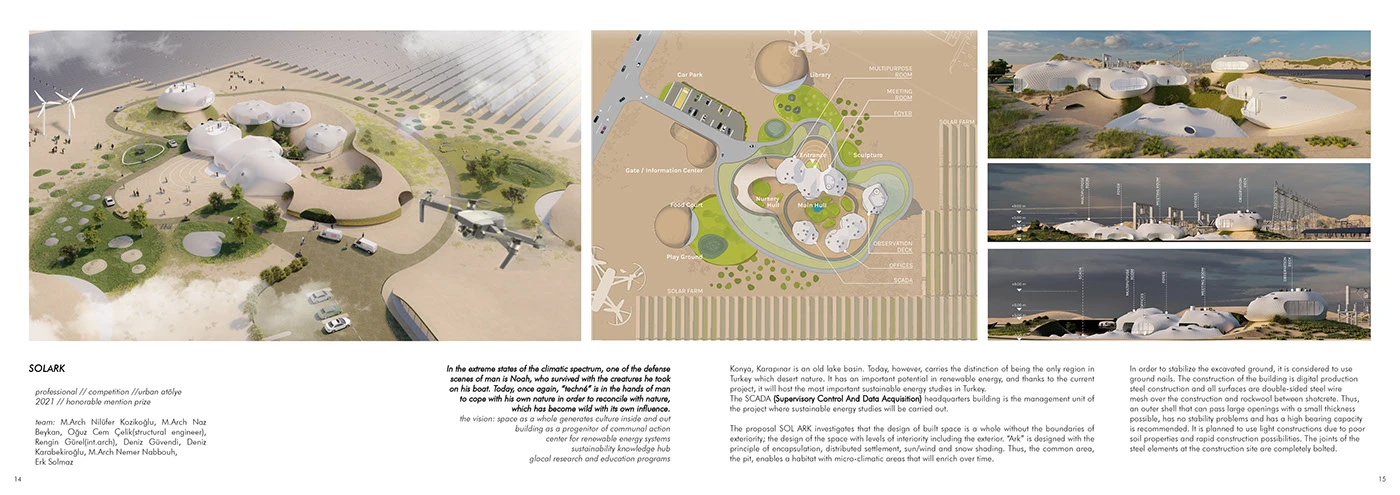 Car Park
Library
MULTIPURPOSE
ROOM
MEETING
ROOM
FOYER
SOLAR FARM
Entrance
Sculpture
Gate / Information Center
Nursery
Hull
Main Hull
Food Court
OBSERVATION
DECK
Play Ground
OFFICES
SCADA
SOLAR FARM
MULTIPURPOSE
ROOM
FOYER
MEETING ROOM
OFFICE
OBSERVATION
DECK
SCADA
MULTIPURPOSE
ROOM
OFFICE
FOYER
MEETING ROOM
OBSERVATION
DECK
SOLARK
professional // competition //urban atölye
2021 // honorable mention prize
team: M.Arch Nilüfer Kozikoğlu, M.Arch Naz
Beykan, Oğuz Cem Çelik(structural engineer),
Rengin Gürel(int.arch), Deniz Güvendi, Deniz
Karabekiroğlu, M.Arch Nemer Nabbouh,
Erk Solmaz
In the extreme states of the climatic spectrum, one of the defense
scenes of man is Noah, who survived with the creatures he took
on his boat. Today, once again, "techné" is in the hands of man
to cope with his own nature in order to reconcile with nature,
which has become wild with its own influence.
the vision: space as a whole generates culture inside and out
building as a progenitor of communal action
center for renewable energy systems
sustainability knowledge hub
glocal research and education programs
Konya, Karapınar is an old lake basin. Today, however, carries the distinction of being the only region in
Turkey which desert nature. It has an important potential in renewable energy, and thanks to the current
project, it will host the most important sustainable energy studies in Turkey.
The SCADA (Supervisory Control And Data Acquisition) headquarters building is the management unit of
the project where sustainable energy studies will be carried out.
The proposal SOL ARK investigates that the design of built space is a whole without the boundaries of
exteriority; the design of the space with levels of interiority including the exterior. "Ark" is designed with the
principle of encapsulation, distributed settlement, sun/wind and snow shading. Thus, the common area,
the pit, enables a habitat with micro-climatic areas that will enrich over time.
In order to stabilize the excavated ground, it is considered to use
ground nails. The construction of the building is digital production
steel construction and all surfaces are double-sided steel wire
mesh over the construction and rockwool between shotcrete. Thus,
an outer shell that can pass large openings with a small thickness
possible, has no stability problems and has a high bearing capacity
is recommended. It is planned to use light constructions due to poor
soil properties and rapid construction possibilities. The joints of the
steel elements at the construction site are completely bolted.
14
15